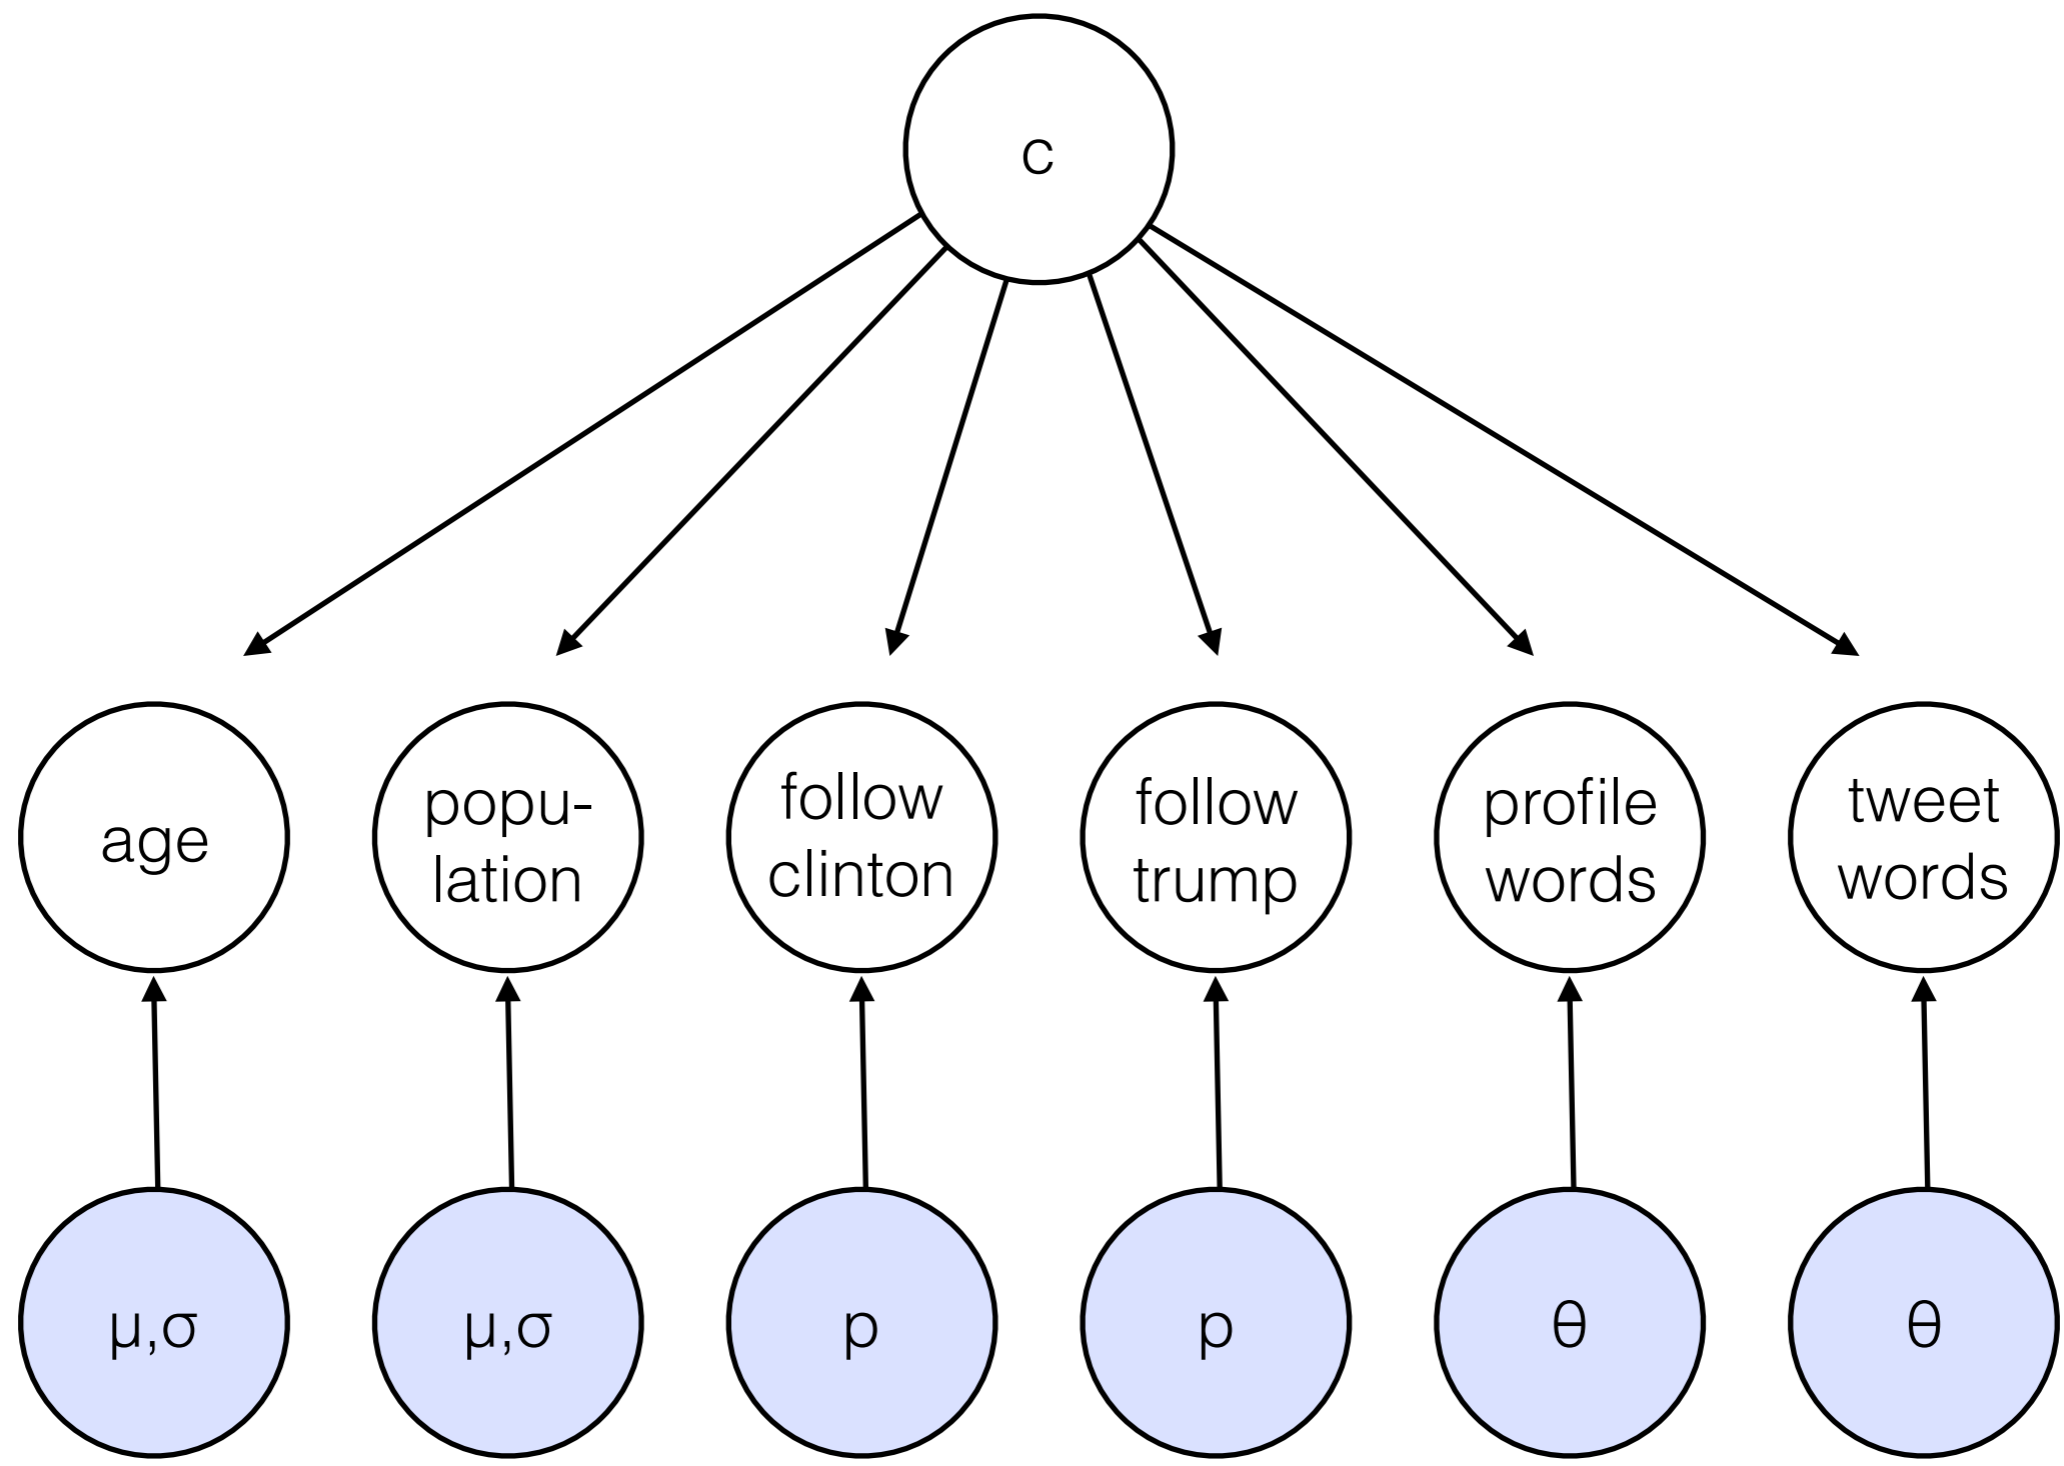 c
age
popu-
lation
follow
clinton
follow
trump
profile
words
tweet
words
μ,σ
μ,σ
p
p
θ
θ